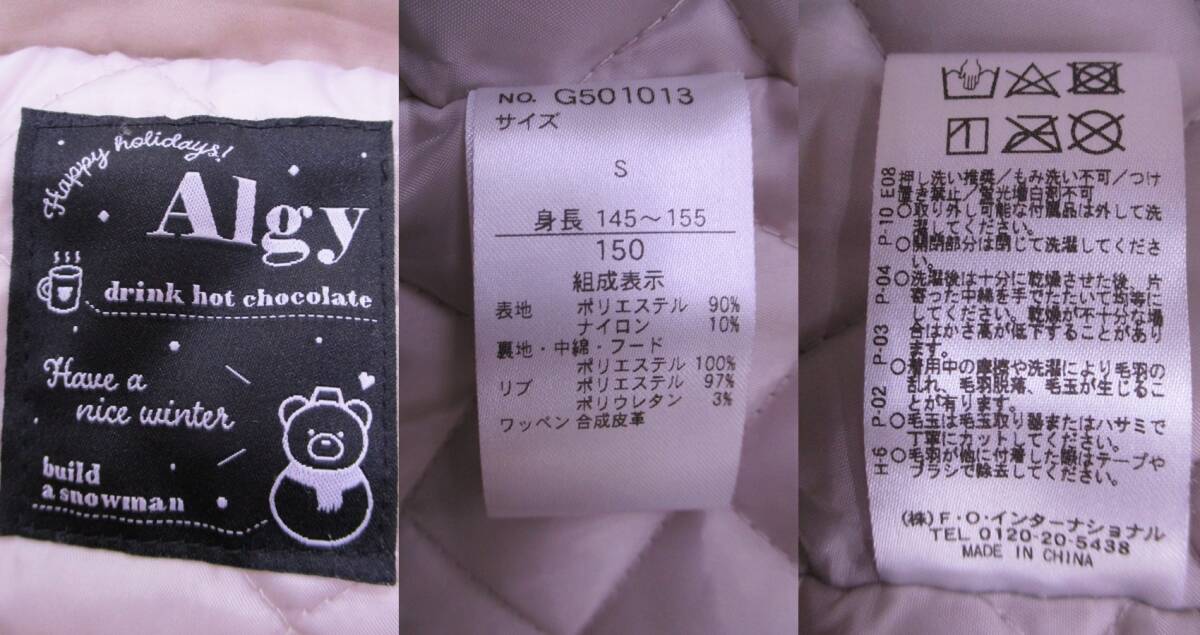 Happy holidays!
Algy
drink hot chocolate
Have a
nice winter
build
a snowman
NO. G501013
サイズ
S
身長 145～155
150
組成表示
表地 ポリエステル 90%
ナイロン 10%
裏地・中綿・フード
ポリエステル 100%
リブ ポリエステル 97%
ポリウレタン 3%
ワッペン 合成皮革
1
H-6 P-02 P-03 P-04 P-10 E08
押し洗い推奨／もみ洗い不可／つけ
置き禁止／蛍光増白剤不可
○取り外し可能な付属品は外して洗
濯してください。
○開閉部分は閉じて洗濯してくださ
い。
○洗濯後は十分に乾燥させた後、片
寄った中綿を手でたたいて均等に
してください。乾燥が不十分な場
合はかさ高が低下することがあり
ます。
○着用中の摩擦や洗濯により毛羽の
乱れ、毛羽脱落、毛玉が生じるこ
とが有ります。
○毛玉は毛玉取り器またはハサミで
丁寧にカットしてください。
○毛羽が他に付着した際はテープや
ブラシで除去してください。
(株)F・O・インターナショナル
TEL 0120-20-5438
MADE IN CHINA